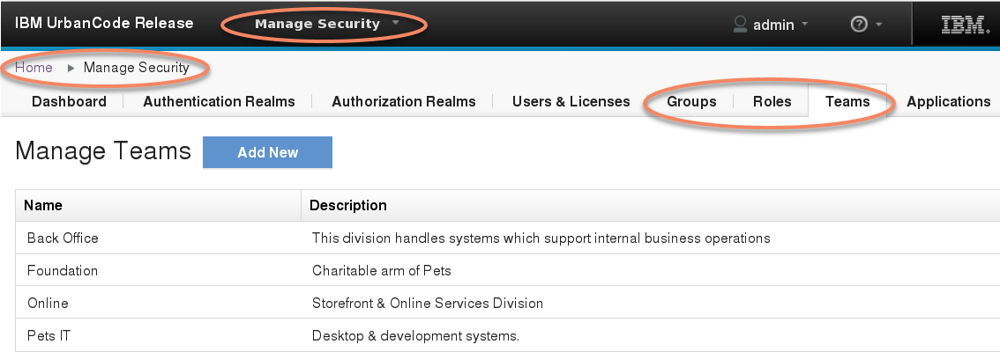 IBM UrbanCode Release Manage Security admin ? IBM.
Home Manage Security
Dashboard Authentication Realms Authorization Realms Users & Licenses Groups Roles Teams Applications
Manage Teams Add New
Name Description
Back Office This division handles systems which support internal business operations
Foundation Charitable arm of Pets
Online Storefront & Online Services Division
Pets IT Desktop & development systems.